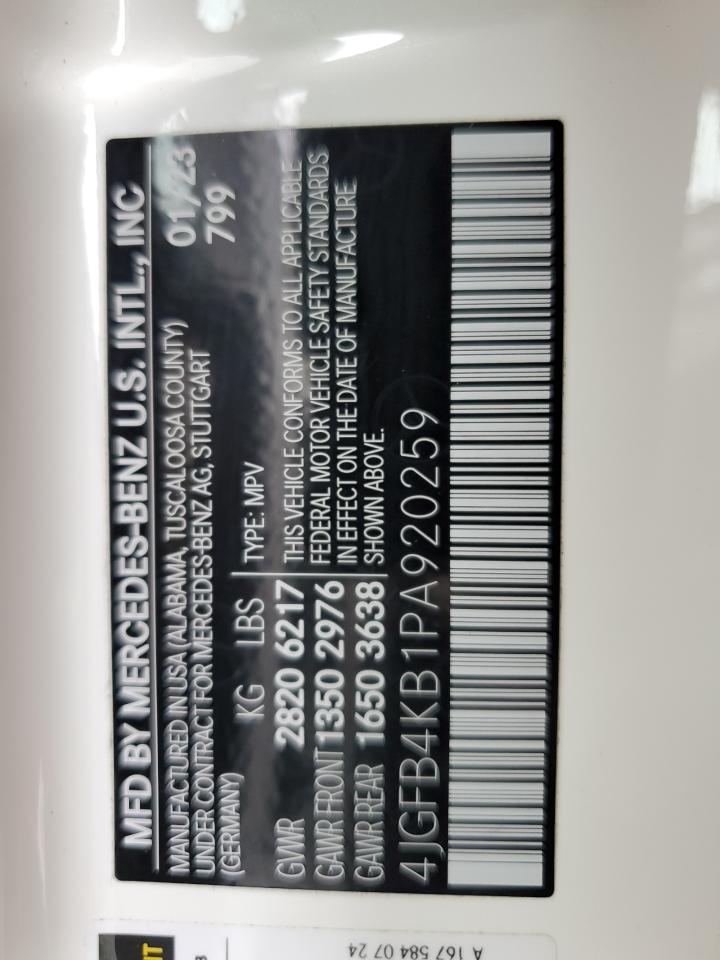 MFD BY MERCEDES-BENZ U.S. INTL., INC
MANUFACTURED IN USA (ALABAMA, TUSCALOOSA COUNTY) 01/23
UNDER CONTRACT FOR MERCEDES-BENZ AG, STUTTGART 799
(GERMANY)
KG LBS TYPE: MPV
GVWR 2820 6217 THIS VEHICLE CONFORMS TO ALL APPLICABLE
FEDERAL MOTOR VEHICLE SAFETY STANDARDS
GAWR FRONT 1350 2976 IN EFFECT ON THE DATE OF MANUFACTURE
GAWR REAR 1650 3638 SHOWN ABOVE.
4JGFB4KB1PA920259
A 167 584 07 24